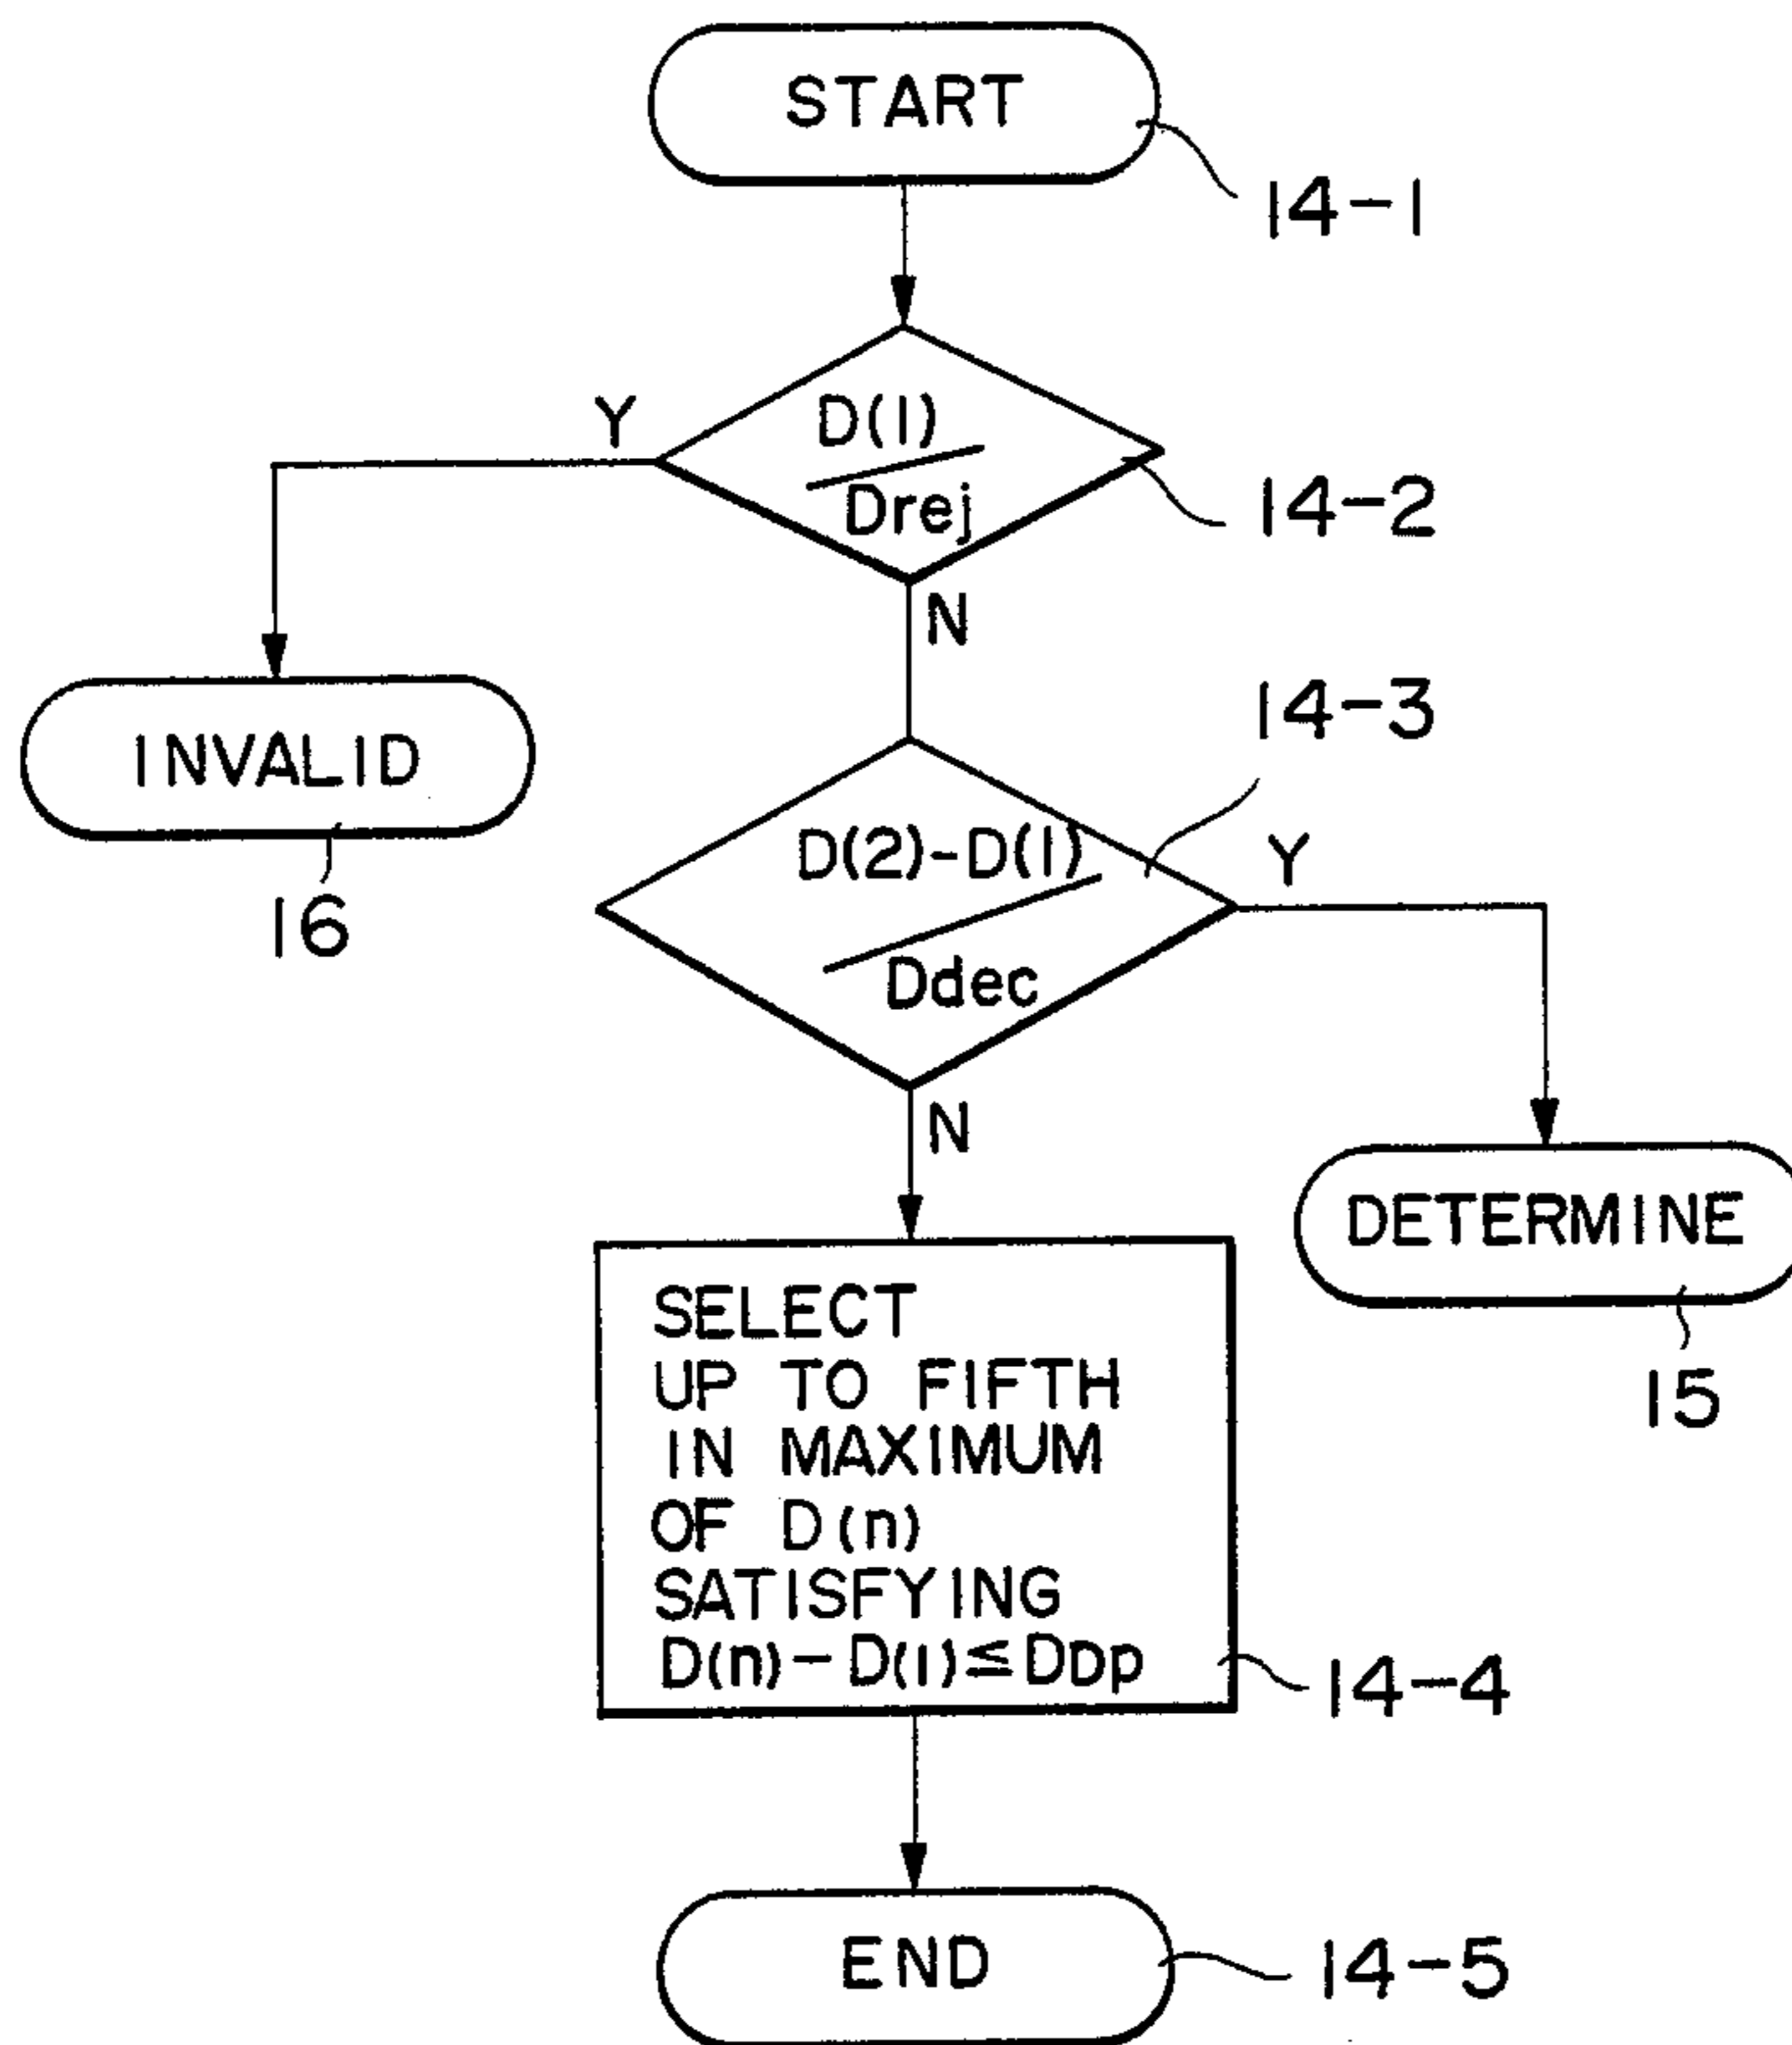 START
14-1
D(1)
Y
Drej
14-2
N
14-3
INVALID
D(2)-D(1)
Y
16
Ddec
N
DETERMINE
SELECT
UP TO FIFTH
IN MAXIMUM
OF D(n)
SATISFYING
D(n)-D(1)≦DDp
15
14-4
END
14-5